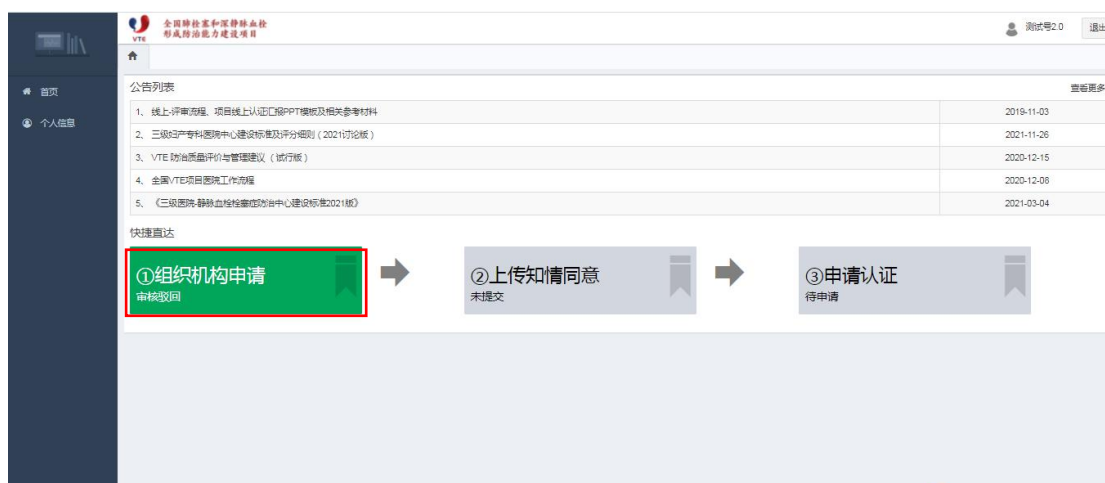 全国肺栓塞和深静脉血栓
形成防治能力建设项目
VTE
测试号2.0
退出
首页
个人信息
公告列表
查看更多
1、 线上-评审流程、项目线上认证汇报PPT模板及相关参考材料 2019-11-03
2、 三级妇产专科医院中心建设标准及评分细则（2021讨论版） 2021-11-26
3、 VTE 防治质量评价与管理建议 （试行版） 2020-12-15
4、 全国VTE项目医院工作流程 2020-12-08
5、 《三级医院-静脉血栓栓塞症防治中心建设标准2021版》 2021-03-04
快捷直达
①组织机构申请
审核驳回
②上传知情同意
未提交
③申请认证
待申请